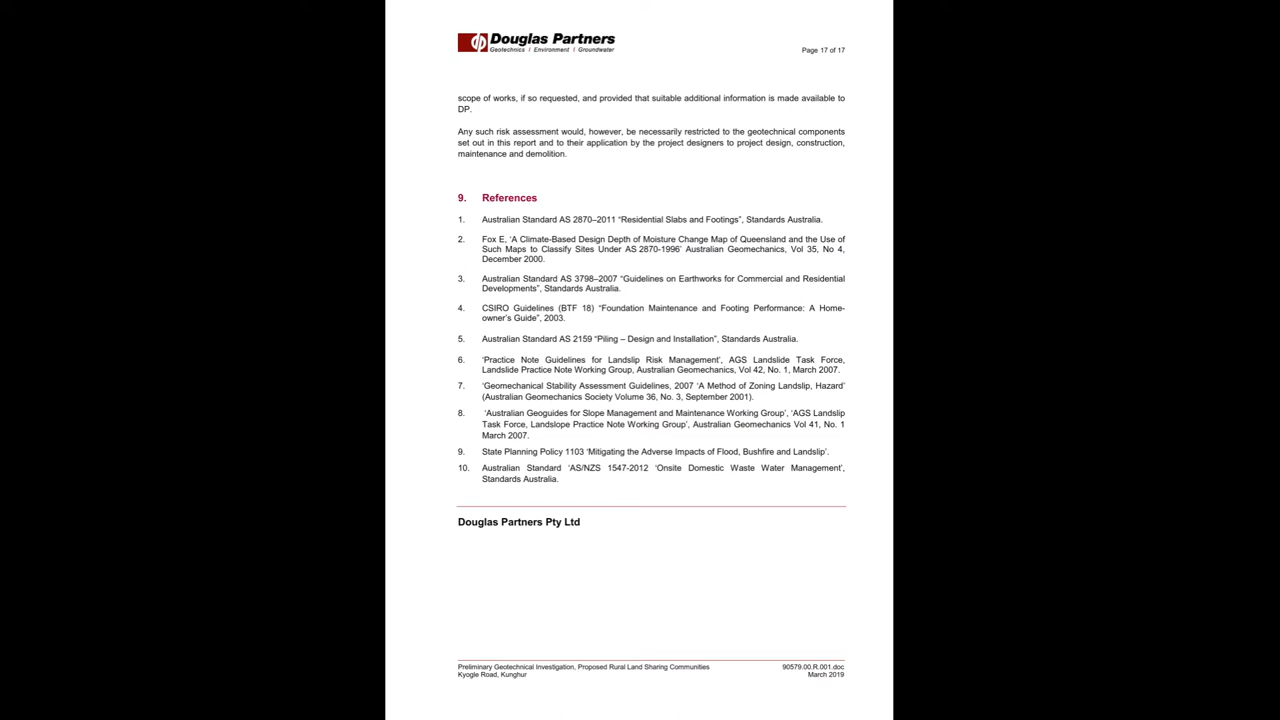 Douglas Partners
Geotechnics | Environment | Groundwater
Page 17 of 17
scope of works, if so requested, and provided that suitable additional information is made available to
DP.
Any such risk assessment would, however, be necessarily restricted to the geotechnical components
set out in this report and to their application by the project designers to project design, construction,
maintenance and demolition.
9. References
1. Australian Standard AS 2870–2011 “Residential Slabs and Footings”, Standards Australia.
2. Fox E, ‘A Climate-Based Design Depth of Moisture Change Map of Queensland and the Use of
Such Maps to Classify Sites Under AS 2870-1996’ Australian Geomechanics, Vol 35, No 4,
December 2000.
3. Australian Standard AS 3798–2007 “Guidelines on Earthworks for Commercial and Residential
Developments”, Standards Australia.
4. CSIRO Guidelines (BTF 18) “Foundation Maintenance and Footing Performance: A Home-
owner’s Guide”, 2003.
5. Australian Standard AS 2159 “Piling – Design and Installation”, Standards Australia.
6. ‘Practice Note Guidelines for Landslip Risk Management’, AGS Landslide Task Force,
Landslide Practice Note Working Group, Australian Geomechanics, Vol 42, No. 1, March 2007.
7. ‘Geomechanical Stability Assessment Guidelines, 2007 ‘A Method of Zoning Landslip, Hazard’
(Australian Geomechanics Society Volume 36, No. 3, September 2001).
8. ‘Australian Geoguides for Slope Management and Maintenance Working Group’, ‘AGS Landslip
Task Force, Landslope Practice Note Working Group’, Australian Geomechanics Vol 41, No. 1
March 2007.
9. State Planning Policy 1103 ‘Mitigating the Adverse Impacts of Flood, Bushfire and Landslip’.
10. Australian Standard ‘AS/NZS 1547-2012 ‘Onsite Domestic Waste Water Management’,
Standards Australia.
Douglas Partners Pty Ltd
Preliminary Geotechnical Investigation, Proposed Rural Land Sharing Communities
90579.00.R.001.doc
Kyogle Road, Kunghur
March 2019